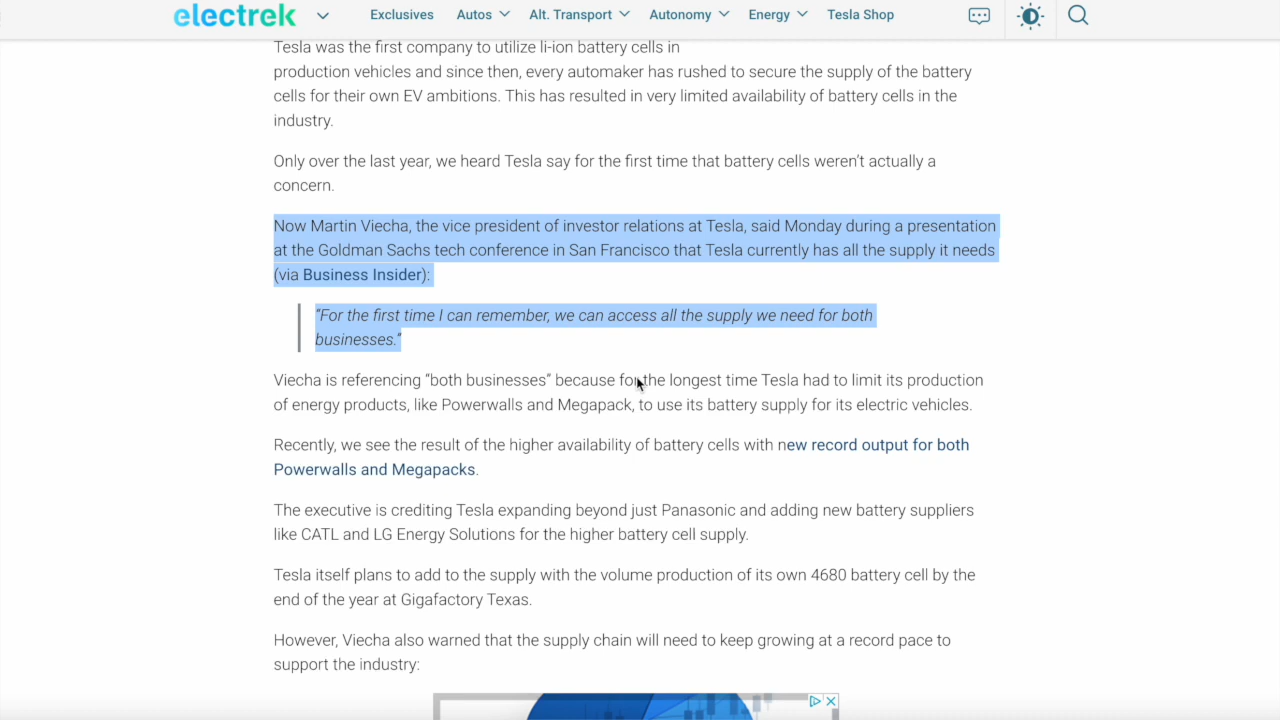 electrek Exclusives Autos Alt. Transport Autonomy Energy Tesla Shop
Tesla was the first company to utilize li-ion battery cells in
production vehicles and since then, every automaker has rushed to secure the supply of the battery
cells for their own EV ambitions. This has resulted in very limited availability of battery cells in the
industry.
Only over the last year, we heard Tesla say for the first time that battery cells weren’t actually a
concern.
Now Martin Viecha, the vice president of investor relations at Tesla, said Monday during a presentation
at the Goldman Sachs tech conference in San Francisco that Tesla currently has all the supply it needs
(via Business Insider):
“For the first time I can remember, we can access all the supply we need for both
businesses.”
Viecha is referencing “both businesses” because for the longest time Tesla had to limit its production
of energy products, like Powerwalls and Megapack, to use its battery supply for its electric vehicles.
Recently, we see the result of the higher availability of battery cells with new record output for both
Powerwalls and Megapacks.
The executive is crediting Tesla expanding beyond just Panasonic and adding new battery suppliers
like CATL and LG Energy Solutions for the higher battery cell supply.
Tesla itself plans to add to the supply with the volume production of its own 4680 battery cell by the
end of the year at Gigafactory Texas.
However, Viecha also warned that the supply chain will need to keep growing at a record pace to
support the industry: